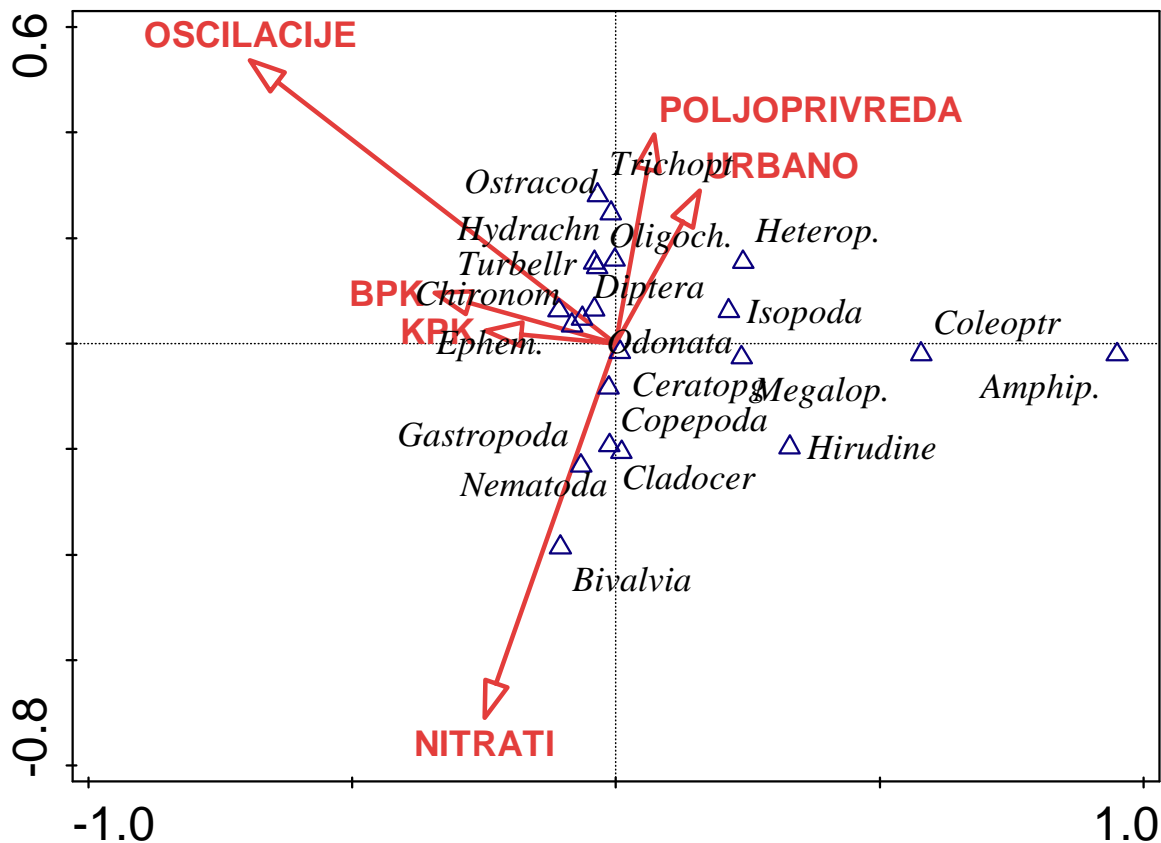 0.6
OSCILACIJE
POLJOPRIVREDA
Trichopt
URBANO
Ostracod
Hydrachn
Oligoch.
Heterop.
Turbellr
BPK
Chironom
Diptera
Isopoda
Coleoptr
KPK
Ephem.
Odonata
Ceratopg
Megalop.
Amphip.
Copepoda
Gastropoda
Hirudine
Nematoda
Cladocer
Bivalvia
NITRATI
-0.8
-1.0
1.0